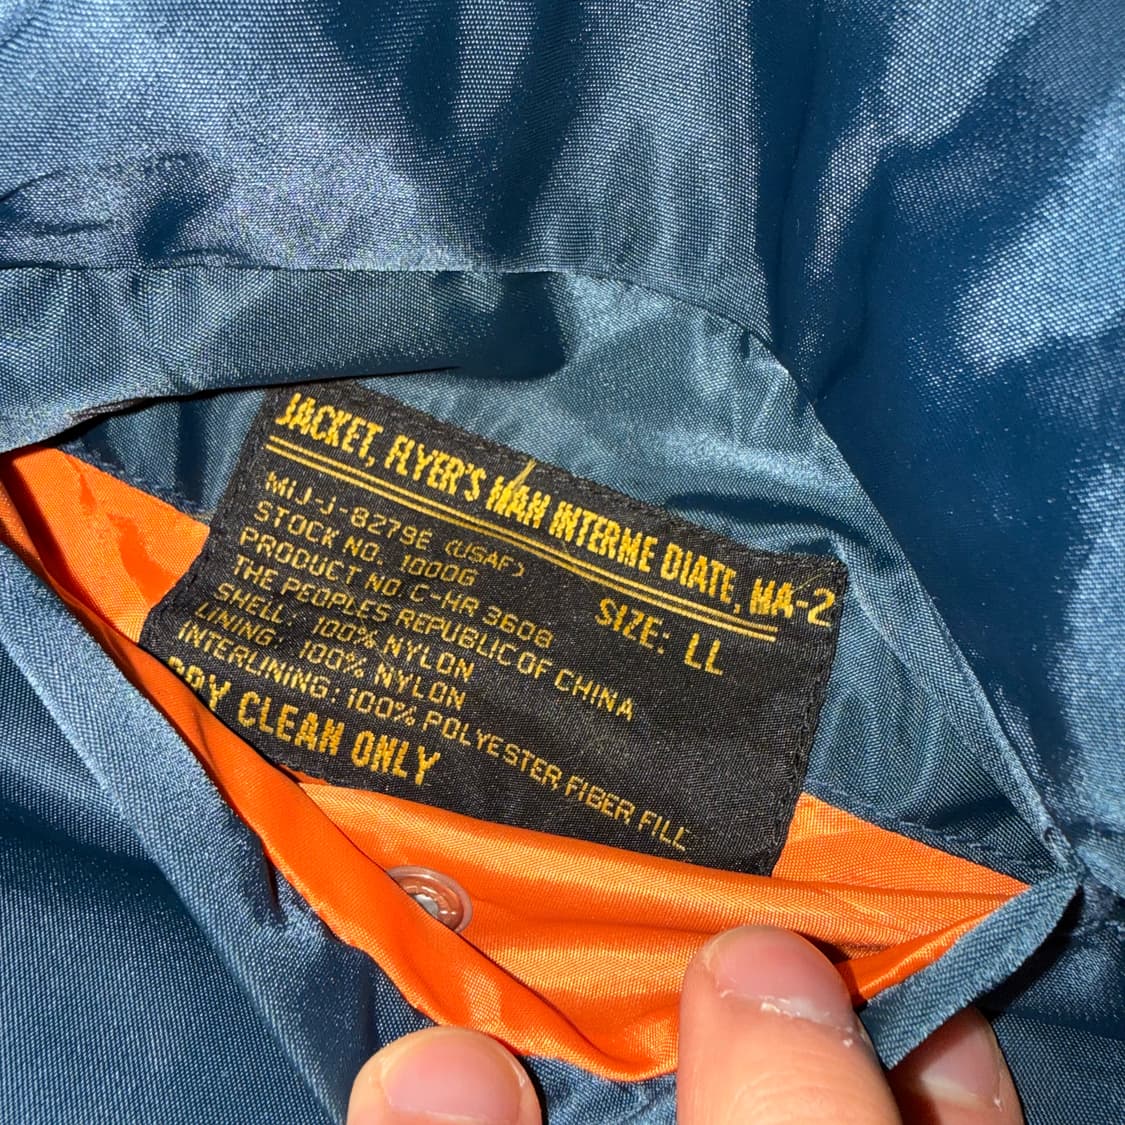 JACKET, FLYER'S MAH INTERME DIATE, MA-2
MIJ-J-8279E (USAF)
SIZE: LL
STOCK NO. 1000G
PRODUCT NO C-HR 3608
THE PEOPLES REPUBLIC OF CHINA
SHELL 100% NYLON
LINING: 100% NYLON
INTERLINING: 100% POLYESTER FIBER FILL
DRY CLEAN ONLY